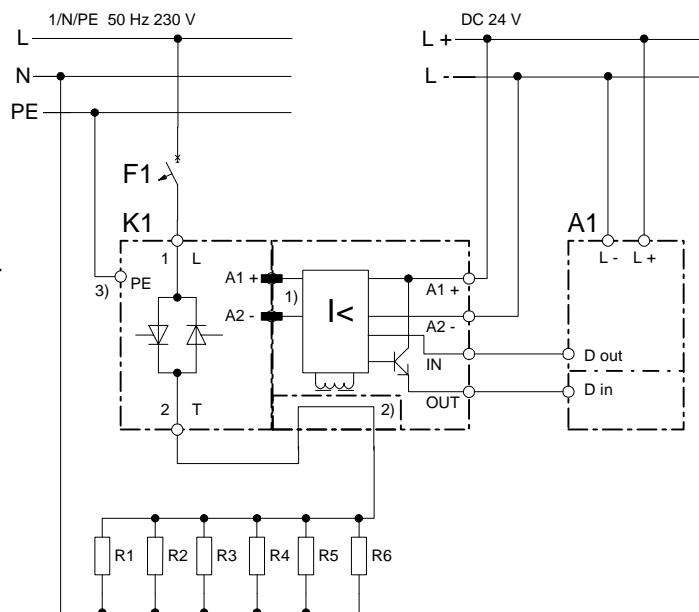 1/N/PE 50 Hz 230 V
DC 24 V
L
L +
N
L -
PE
F1
K1
A1
1 L
L - L +
3) PE
A1 +
1)
I<
A1 +
A2 -
A2 -
IN
D out
2 T
2)
OUT
D in
R1 R2 R3 R4 R5 R6